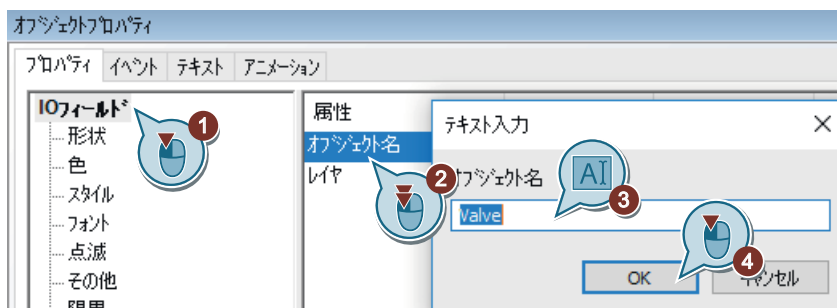 オブジェクトプロパティ
プロパティ イベント テキスト アニメーション
IOフィールド
形状
色
スタイル
フォント
点滅
その他
限界
属性
オブジェクト名
レイヤ
テキスト入力
オブジェクト名
Valve
OK
キャンセル
1
2
3
4